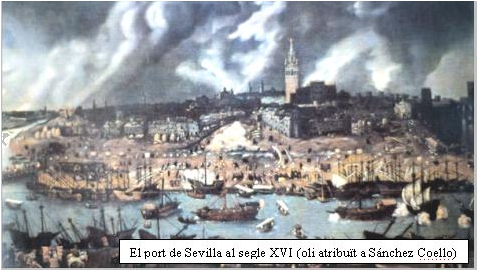 El port de Sevilla al segle XVI (oli atribuït a Sánchez Coello)